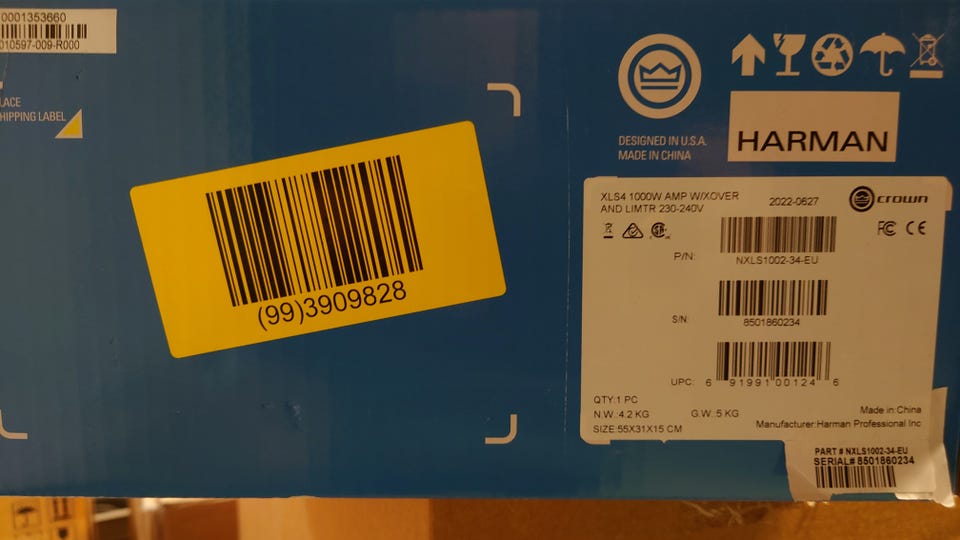 0001353660
010597-009-R000
LACE
HIPPING LABEL
(99)3909828
DESIGNED IN U.S.A.
MADE IN CHINA
HARMAN
XLS4 1000W AMP W/XOVER
AND LIMTR 230-240V
2022-0627
crown
FC CE
P/N:
NXLS1002-34-EU
S/N:
8501860234
UPC: 6 91991 00124 6
QTY:1 PC
N.W: 4.2 KG G.W.:5 KG
SIZE:55X31X15 CM
Made in:China
Manufacturer:Harman Professional Inc
PART # NXLS1002-34-EU
SERIAL# 8501860234